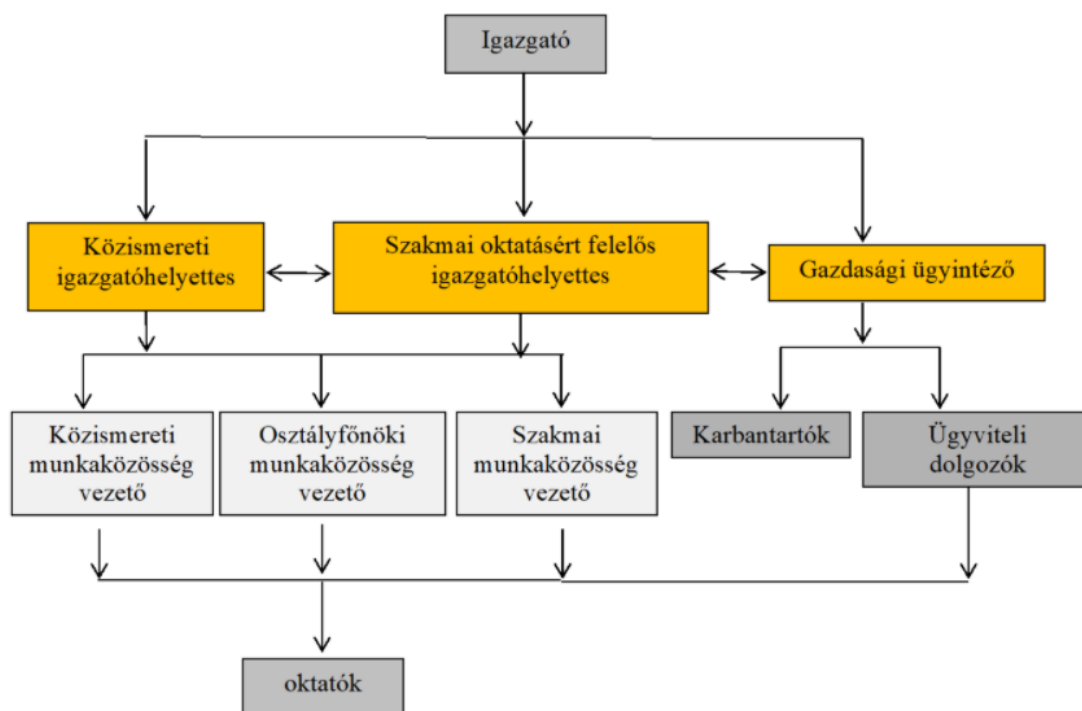 Igazgató
Közismereti
igazgatóhelyettes
Szakmai oktatásért felelős
igazgatóhelyettes
Gazdasági ügyintéző
Közismereti
munkaközösség
vezető
Osztályfőnöki
munkaközösség
vezető
Szakmai
munkaközösség
vezető
Karbantartók
Ügyviteli
dolgozók
oktatók